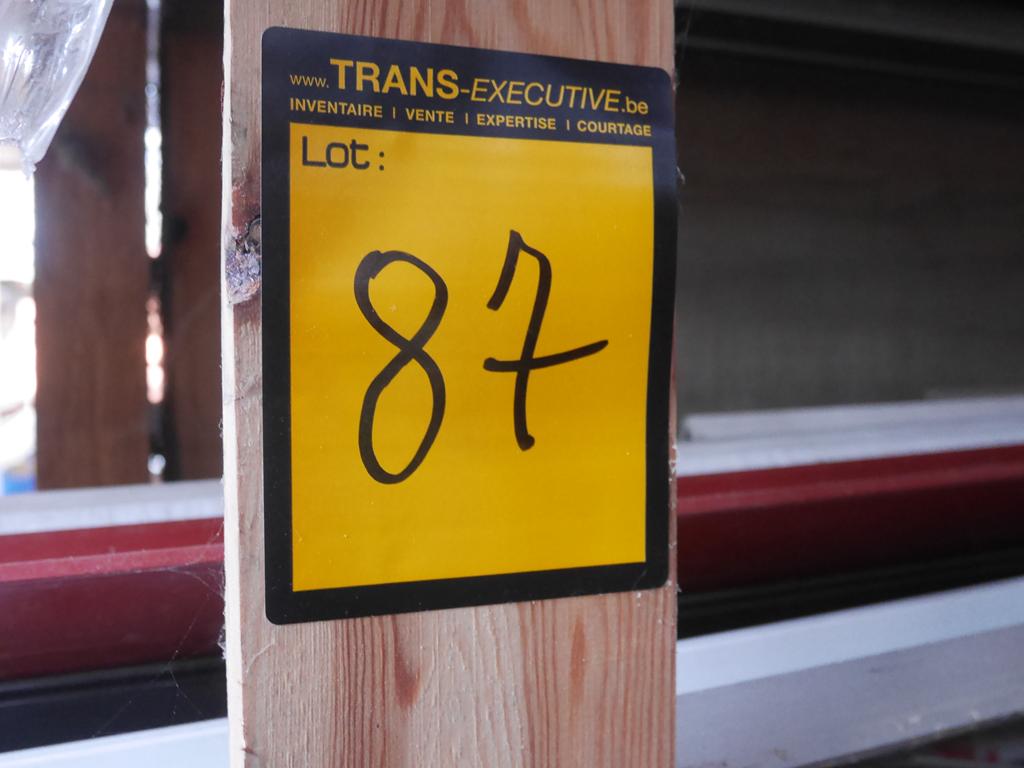 www.TRANS-EXECUTIVE.be
INVENTAIRE | VENTE | EXPERTISE | COURTAGE
Lot:
87